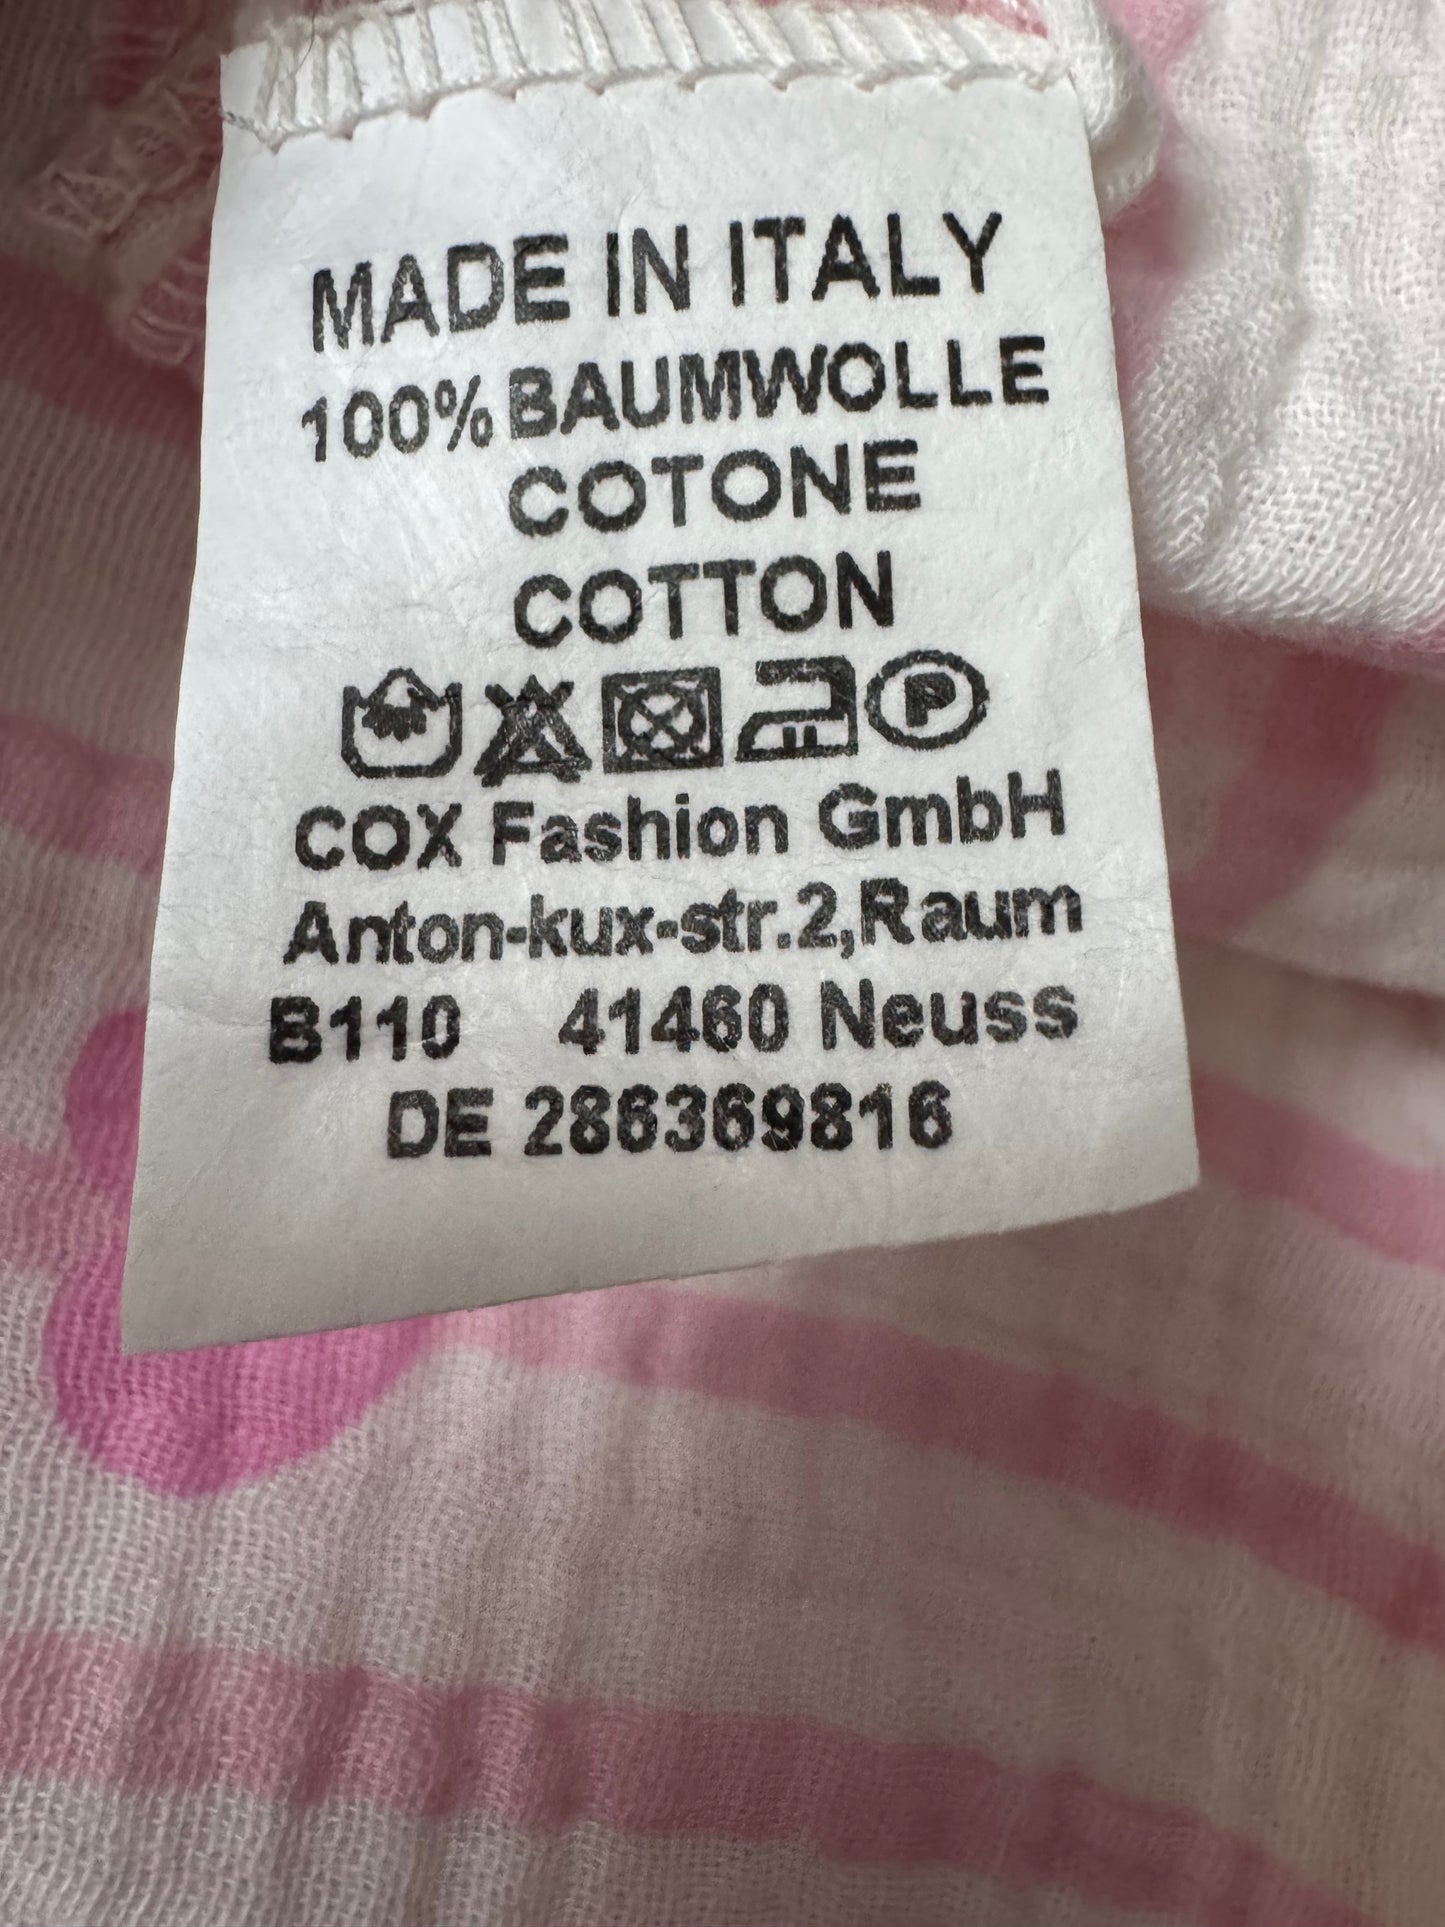 MADE IN ITALY
100% BAUMWOLLE
COTONE
COTTON
P
COX Fashion GmbH
Anton-kux-str.2,Raum
B110 41460 Neuss
DE 286369816